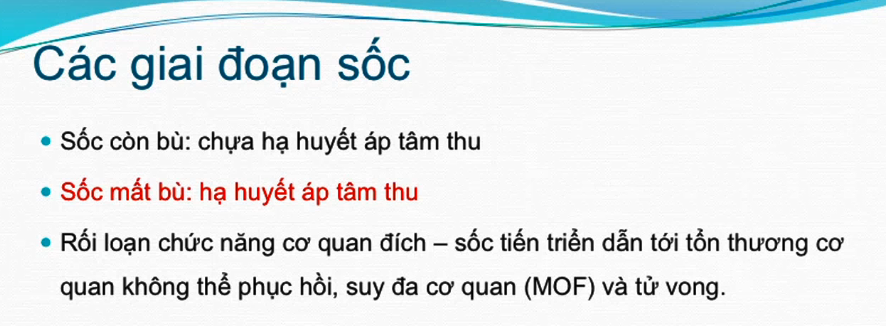 Các giai đoạn sốc
• Sốc còn bù: chựa hạ huyết áp tâm thu
• Sốc mất bù: hạ huyết áp tâm thu
• Rối loạn chức năng cơ quan đích – sốc tiến triển dẫn tới tổn thương cơ
quan không thể phục hồi, suy đa cơ quan (MOF) và tử vong.